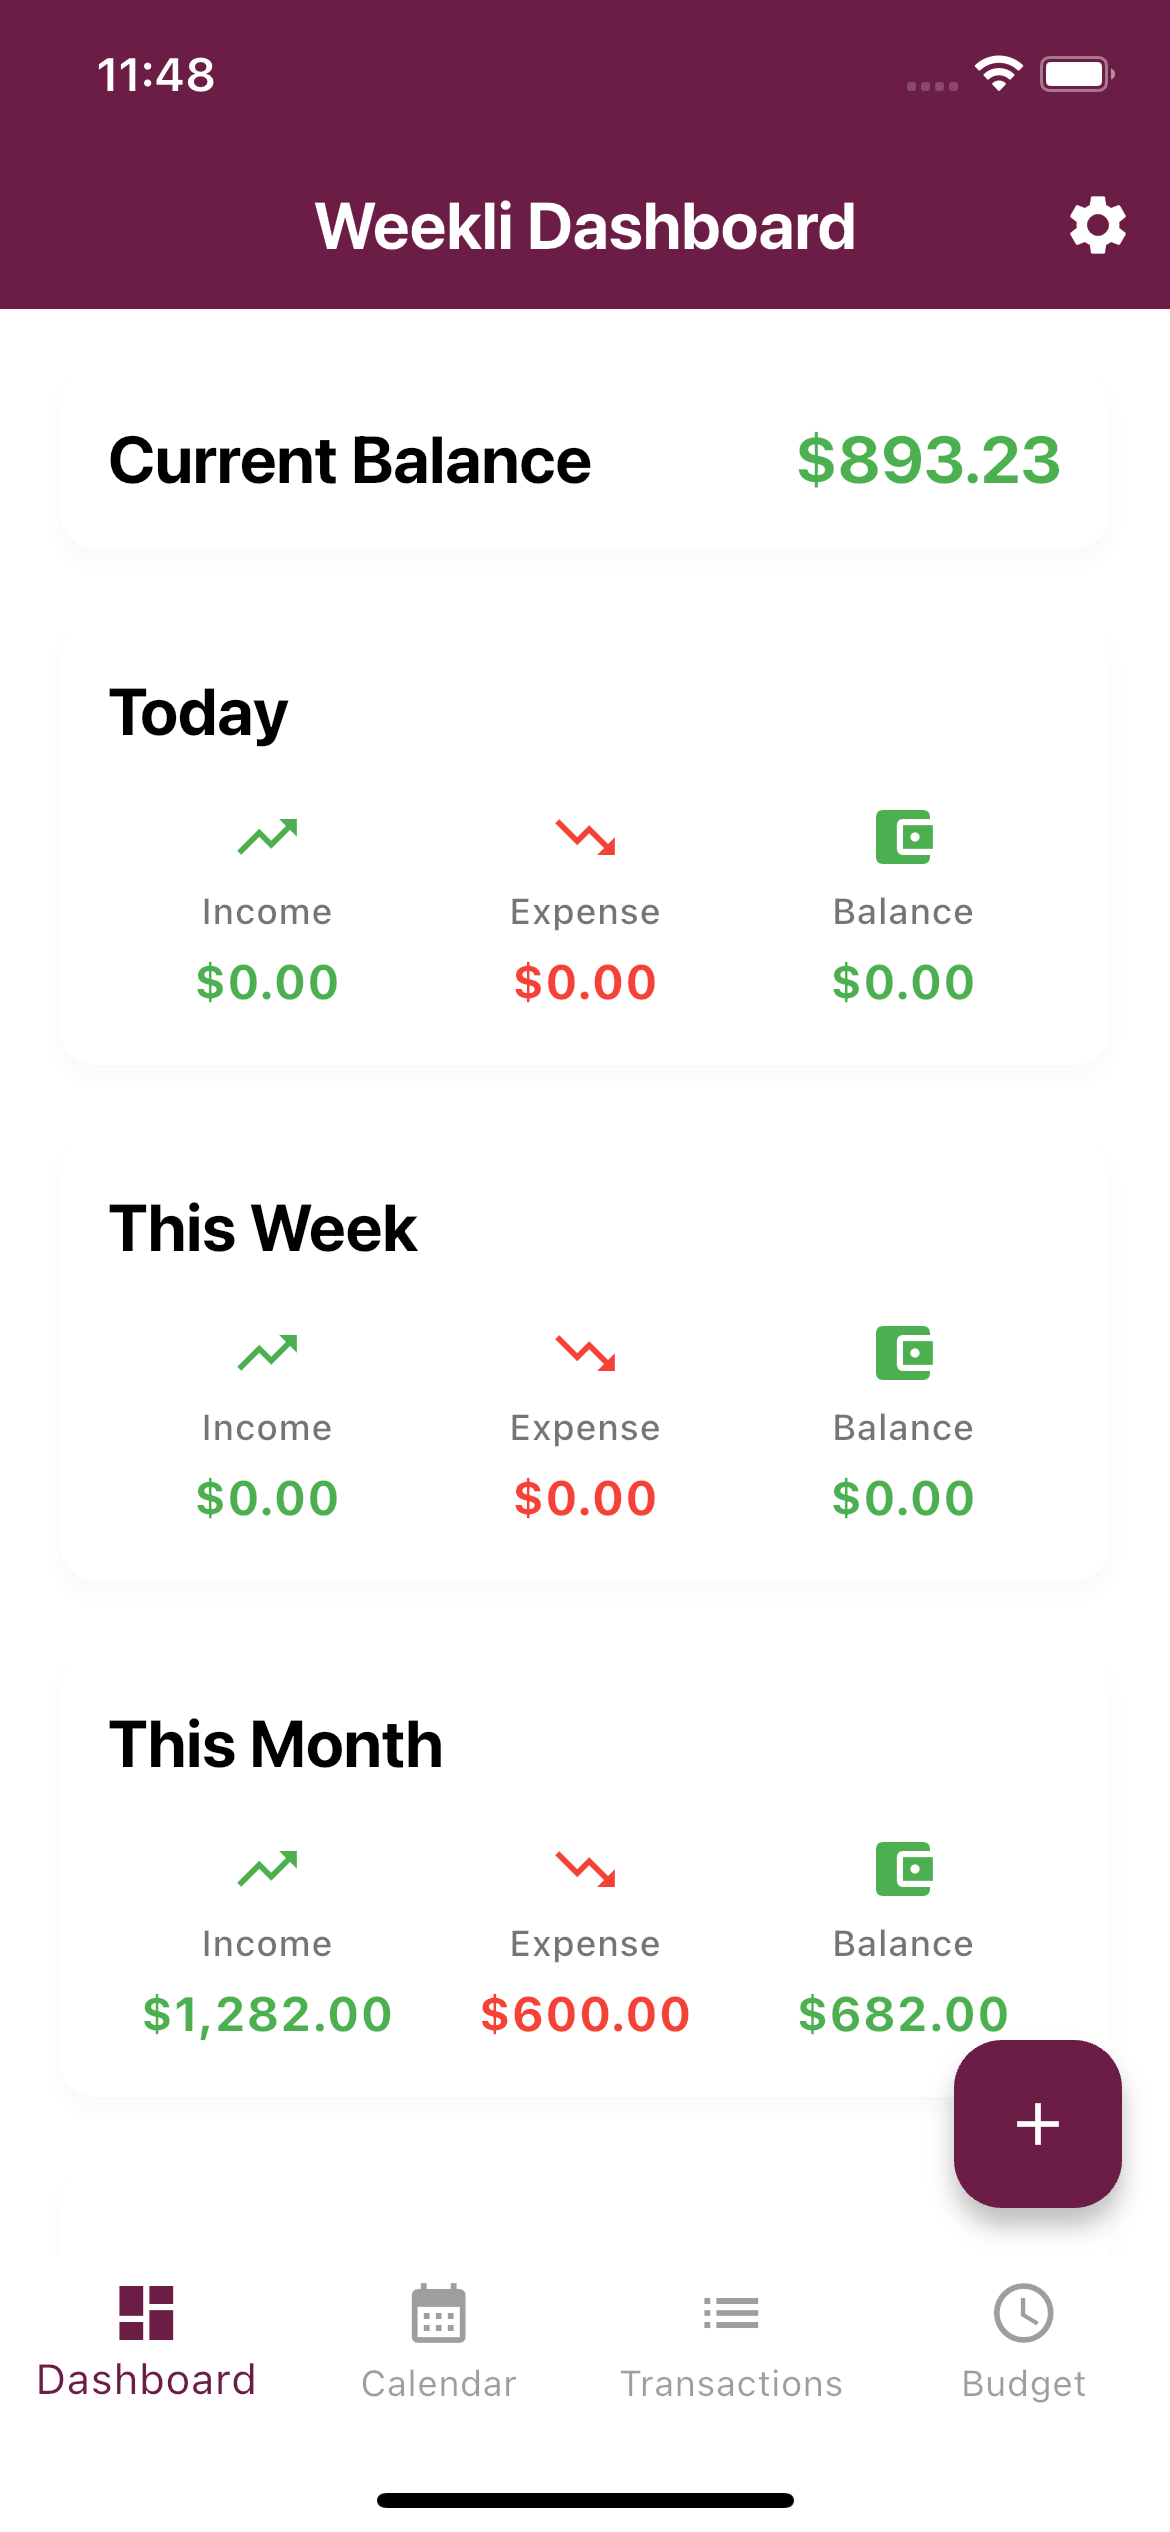 11:48
Weekli Dashboard
Current Balance $893.23
Today
Income Expense Balance
$0.00 $0.00 $0.00
This Week
Income Expense Balance
$0.00 $0.00 $0.00
This Month
Income Expense Balance
$1,282.00 $600.00 $682.00
+
Dashboard Calendar Transactions Budget